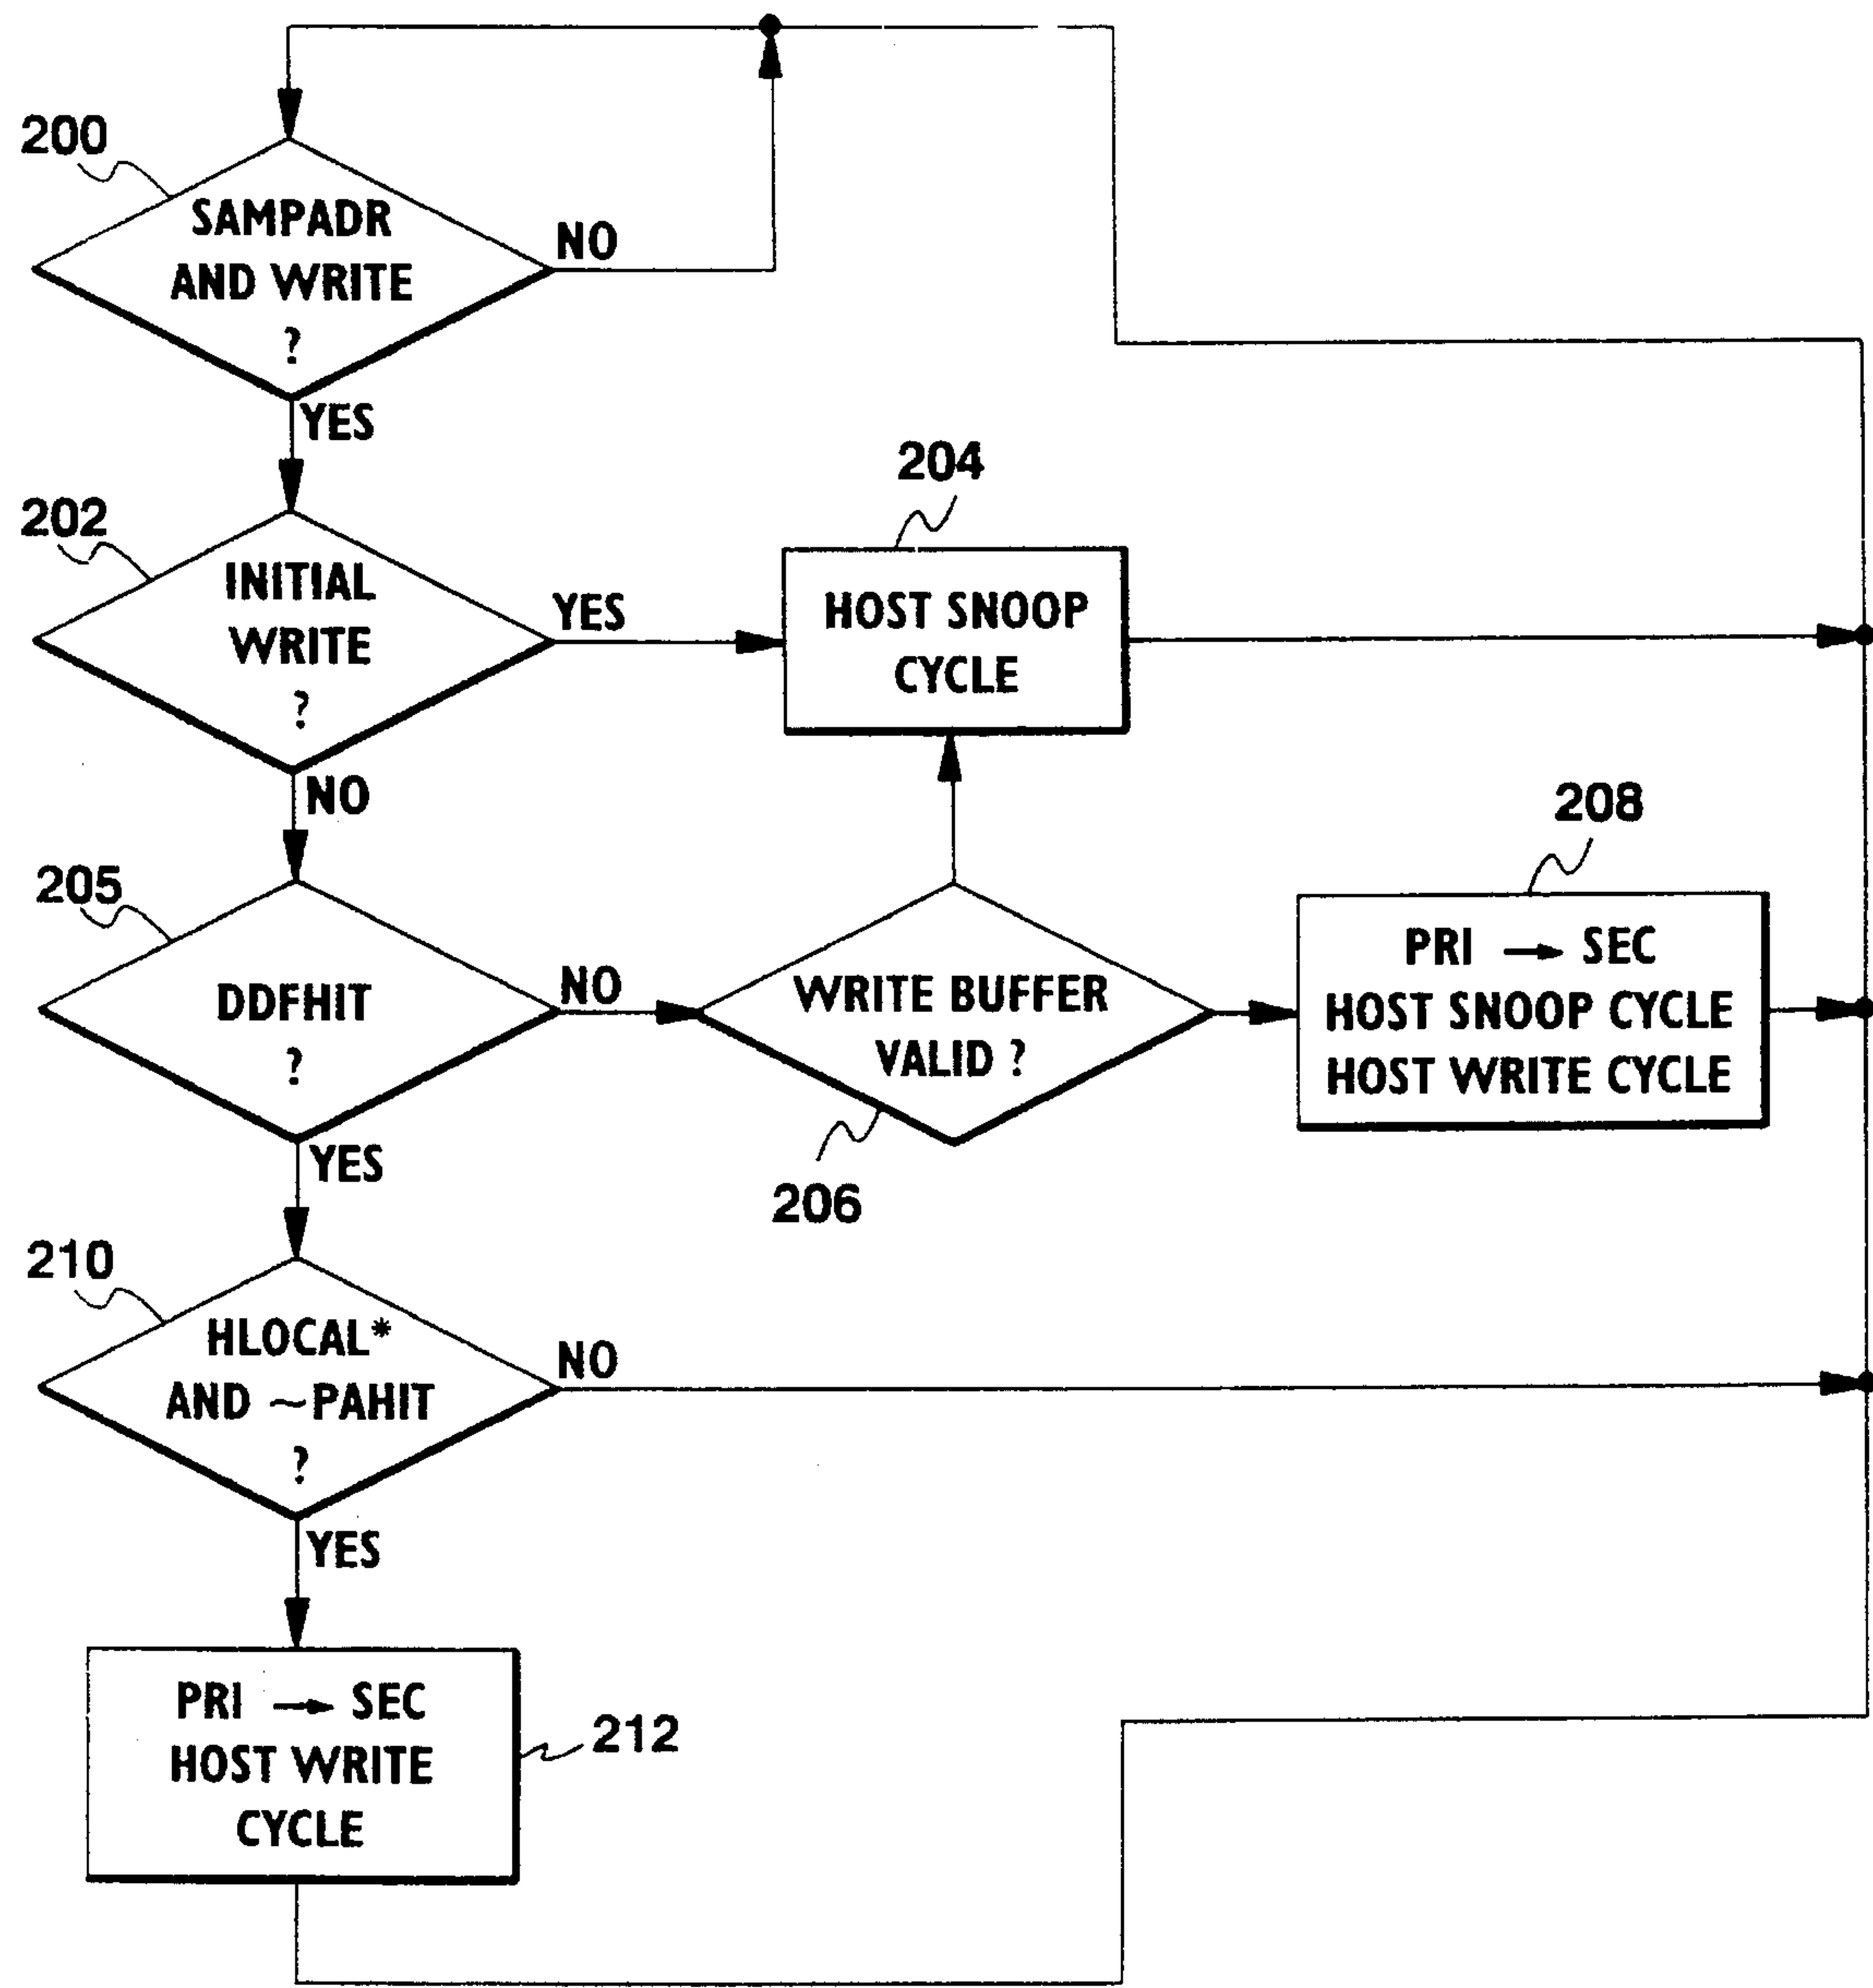 200
SAMPADR
AND WRITE
?
NO
YES
202
INITIAL
WRITE
?
YES
NO
204
HOST SNOOP
CYCLE
205
DDFHIT
?
NO
YES
WRITE BUFFER
VALID ?
206
208
PRI → SEC
HOST SNOOP CYCLE
HOST WRITE CYCLE
210
HLOCAL*
AND ~PAHIT
?
NO
YES
PRI → SEC
HOST WRITE
CYCLE
212